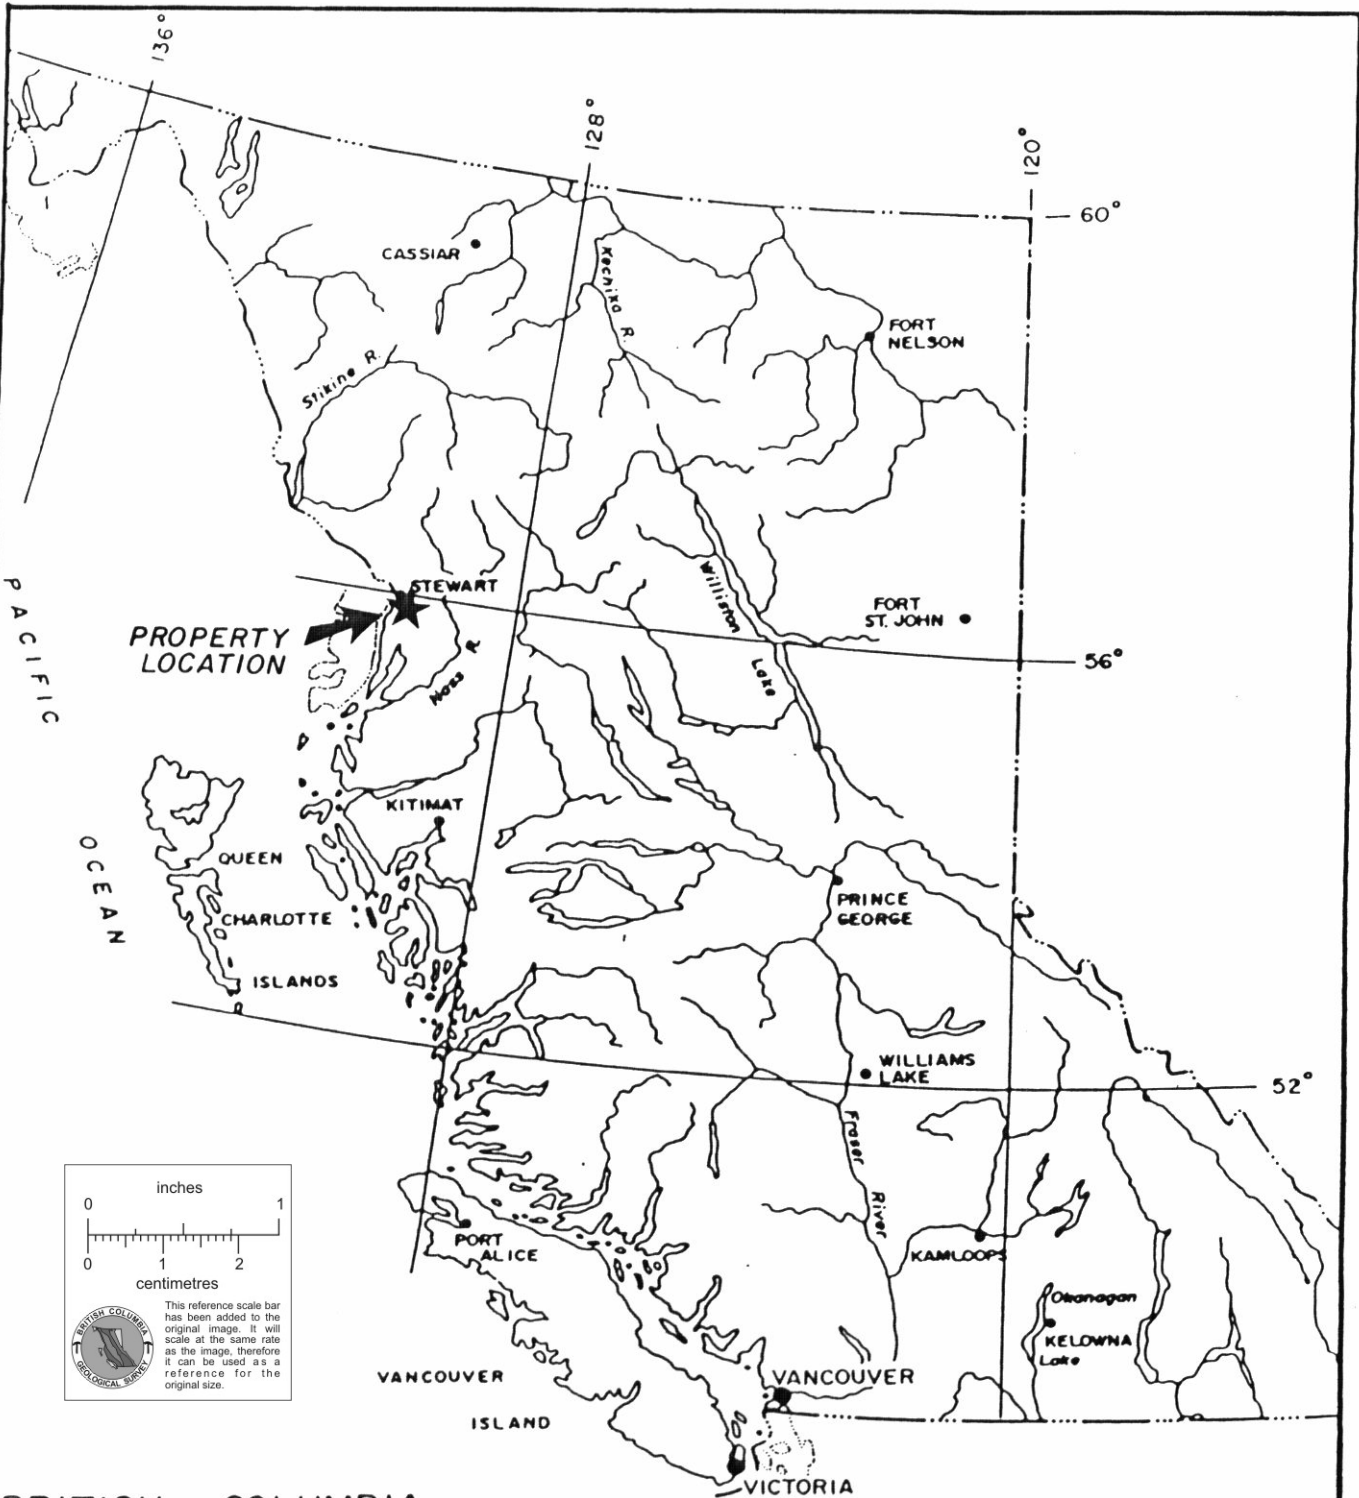 136°
128°
120°
60°
CASSIAR
Kechika R.
FORT
NELSON
Stikine R.
STEWART
PROPERTY
LOCATION
Nass R
Williston
Lake
FORT
ST. JOHN
56°
PACIFIC
OCEAN
KITIMAT
QUEEN
CHARLOTTE
ISLANDS
PRINCE
GEORGE
WILLIAMS
LAKE
52°
Fraser
River
PORT
ALICE
KAMLOOPS
Okanagan
KELOWNA
Lake
VANCOUVER
ISLAND
VANCOUVER
VICTORIA
inches
0 1
0 1 2
centimetres
BRITISH COLUMBIA
GEOLOGICAL SURVEY
This reference scale bar
has been added to the
original image. It will
scale at the same rate
as the image, therefore
it can be used as a
reference for the
original size.
BRITISH COLUMBIA